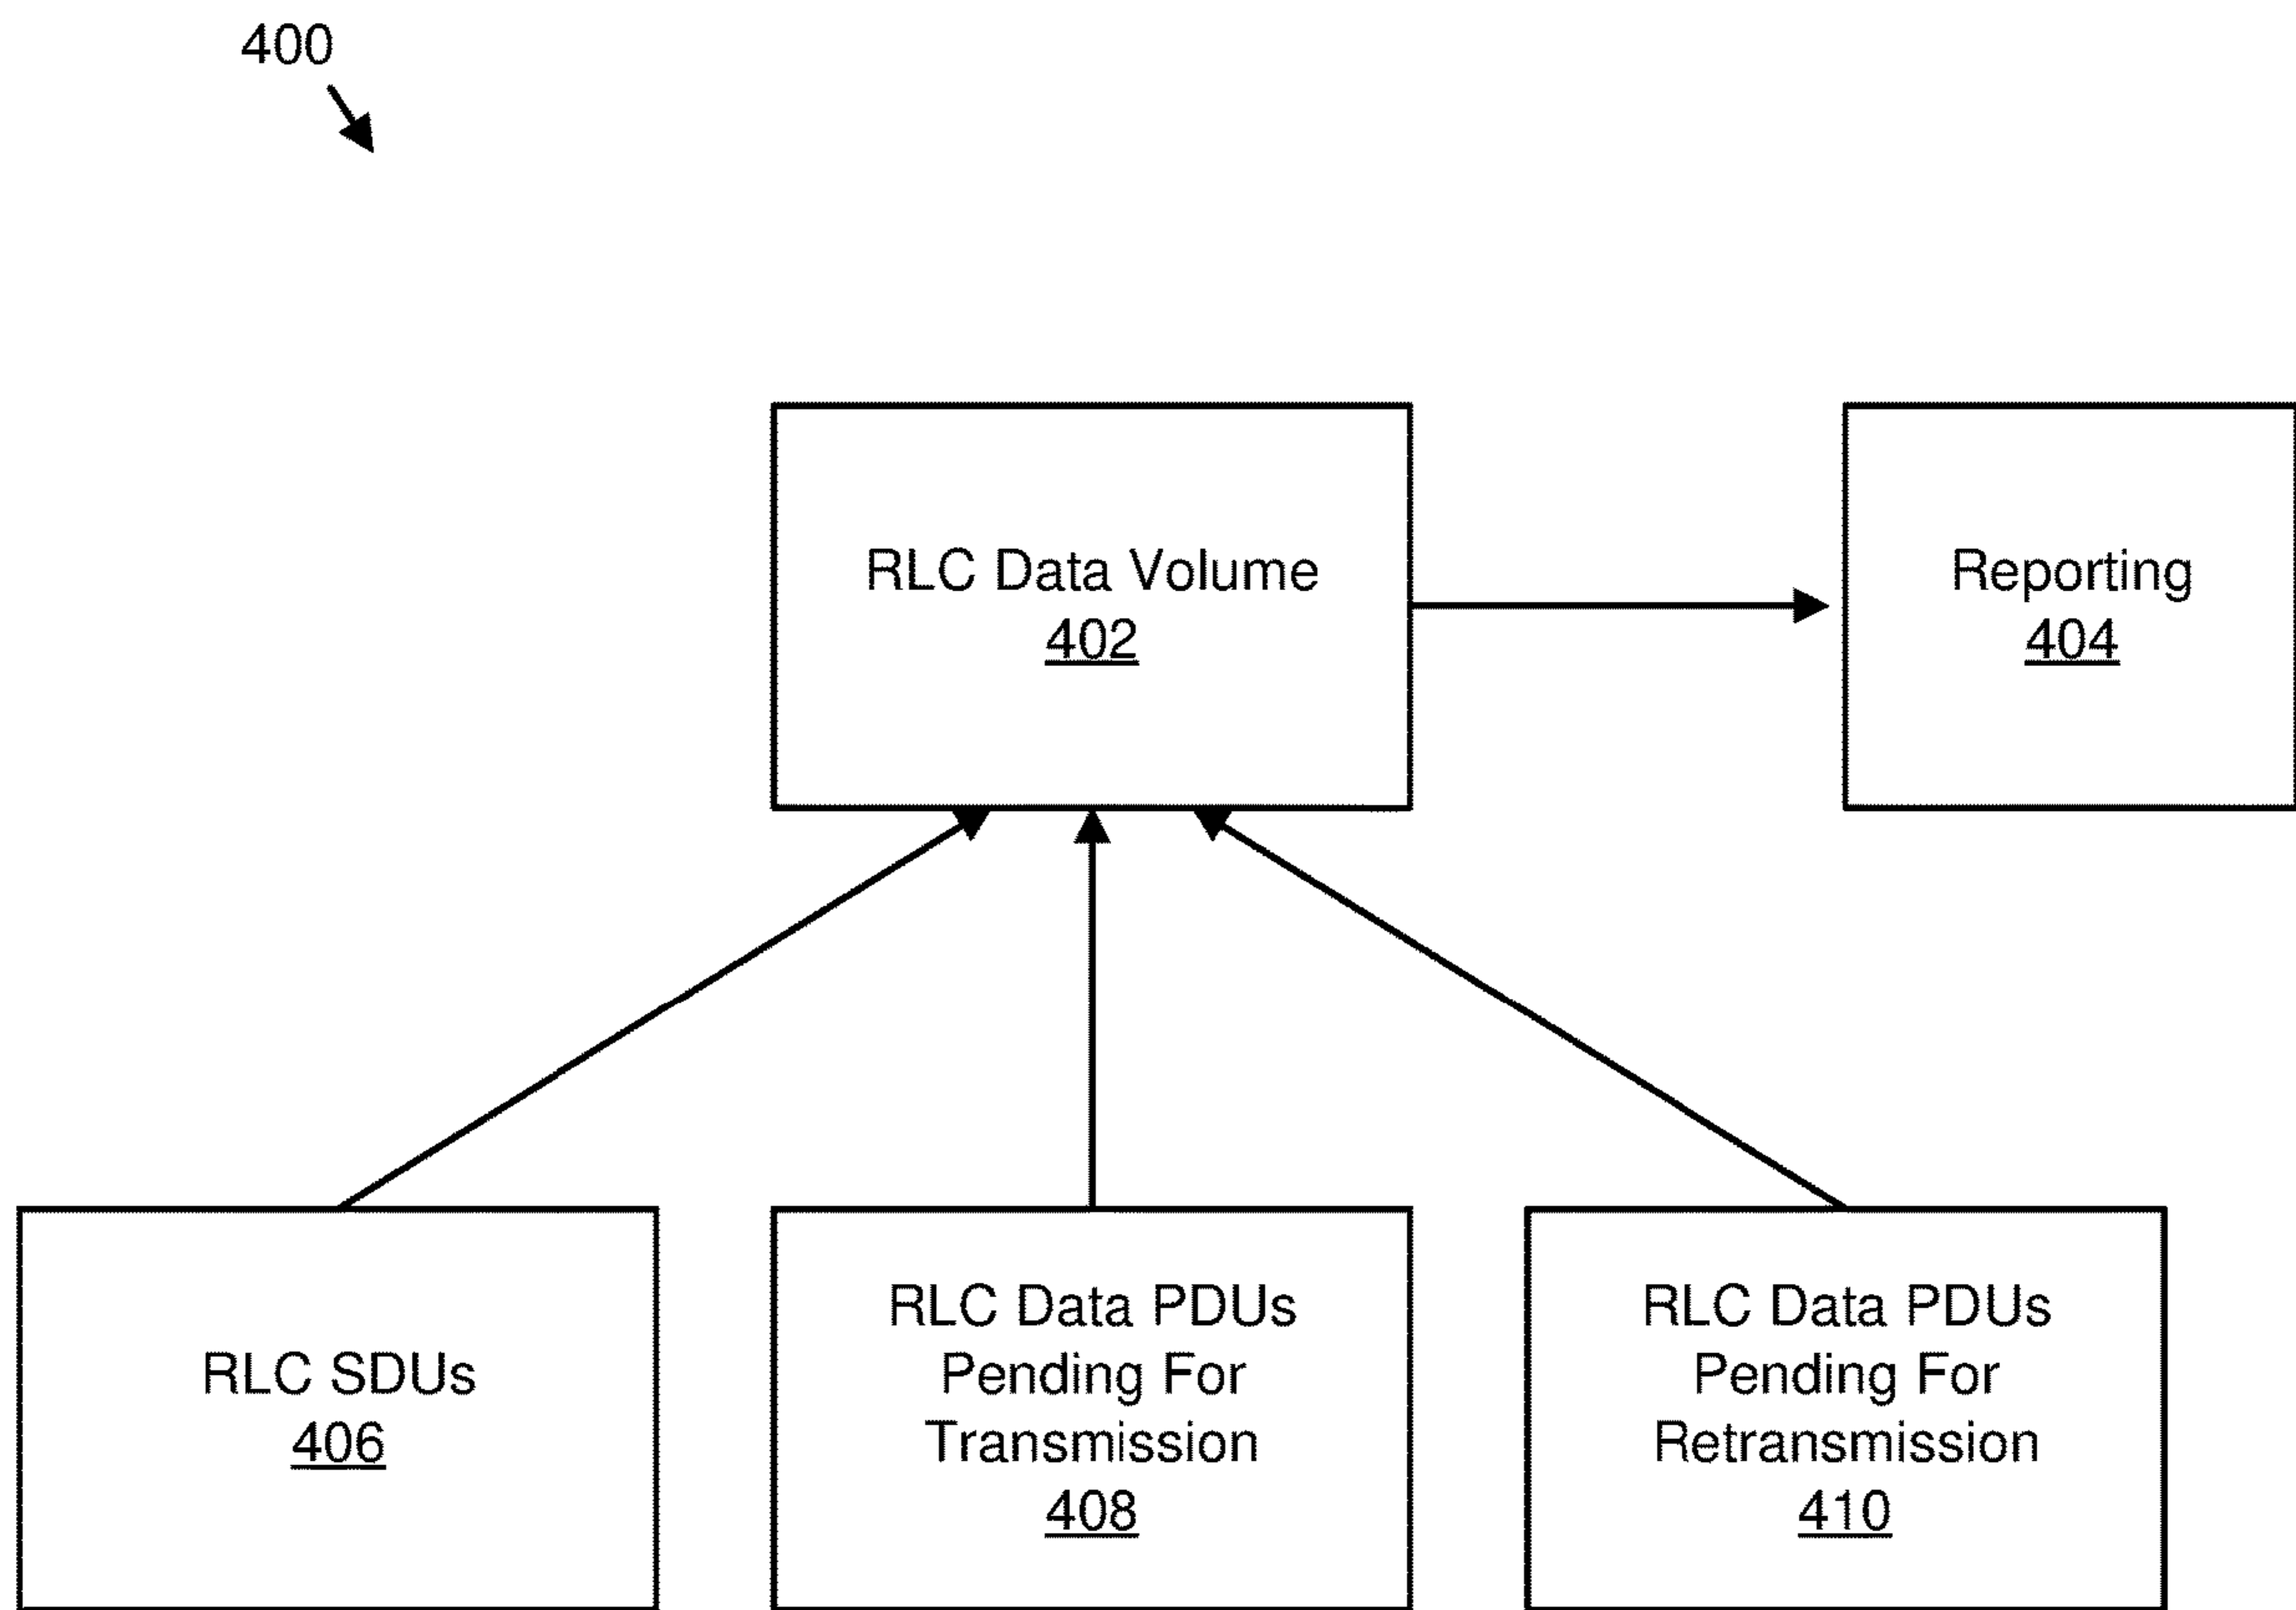 400
RLC Data Volume
402
Reporting
404
RLC SDUs
406
RLC Data PDUs
Pending For
Transmission
408
RLC Data PDUs
Pending For
Retransmission
410